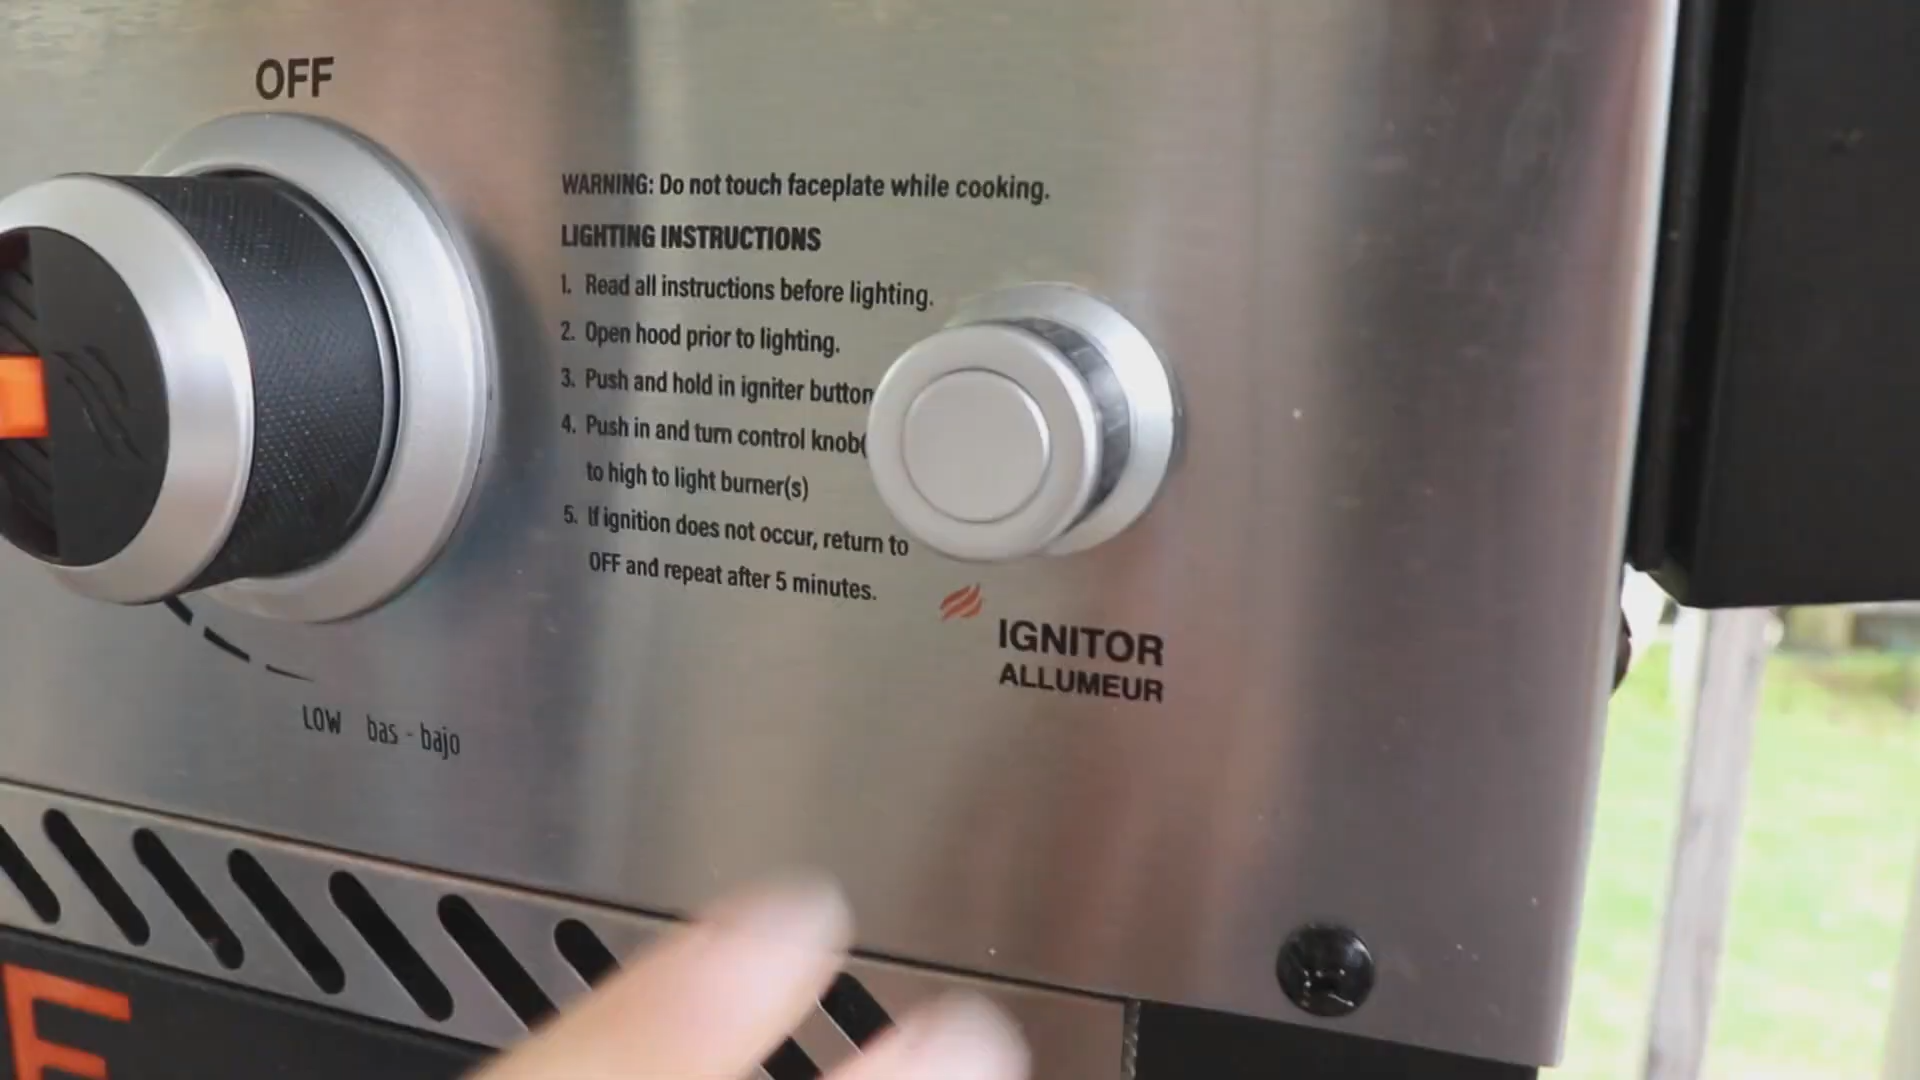 OFF
WARNING: Do not touch faceplate while cooking.
LIGHTING INSTRUCTIONS
1. Read all instructions before lighting.
2. Open hood prior to lighting.
3. Push and hold in igniter button
4. Push in and turn control knob(
to high to light burner(s)
5. If ignition does not occur, return to
OFF and repeat after 5 minutes.
IGNITOR
ALLUMEUR
LOW bas - bajo
E